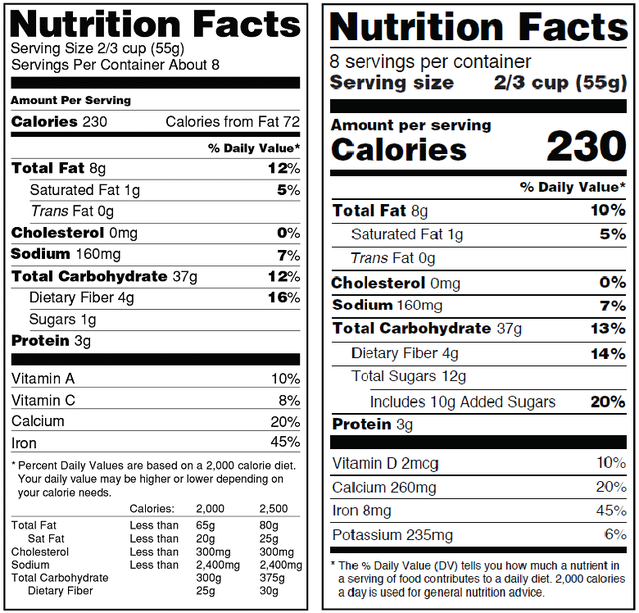 Nutrition Facts
Serving Size 2/3 cup (55g)
Servings Per Container About 8
Amount Per Serving
Calories 230 Calories from Fat 72
% Daily Value*
Total Fat 8g 12%
Saturated Fat 1g 5%
Trans Fat 0g
Cholesterol 0mg 0%
Sodium 160mg 7%
Total Carbohydrate 37g 12%
Dietary Fiber 4g 16%
Sugars 1g
Protein 3g
Vitamin A 10%
Vitamin C 8%
Calcium 20%
Iron 45%
* Percent Daily Values are based on a 2,000 calorie diet.
Your daily value may be higher or lower depending on
your calorie needs.
Calories: 2,000 2,500
Total Fat Less than 65g 80g
Sat Fat Less than 20g 25g
Cholesterol Less than 300mg 300mg
Sodium Less than 2,400mg 2,400mg
Total Carbohydrate 300g 375g
Dietary Fiber 25g 30g
Nutrition Facts
8 servings per container
Serving size 2/3 cup (55g)
Amount per serving
Calories 230
% Daily Value*
Total Fat 8g 10%
Saturated Fat 1g 5%
Trans Fat 0g
Cholesterol 0mg 0%
Sodium 160mg 7%
Total Carbohydrate 37g 13%
Dietary Fiber 4g 14%
Total Sugars 12g
Includes 10g Added Sugars 20%
Protein 3g
Vitamin D 2mcg 10%
Calcium 260mg 20%
Iron 8mg 45%
Potassium 235mg 6%
* The % Daily Value (DV) tells you how much a nutrient in
a serving of food contributes to a daily diet. 2,000 calories
a day is used for general nutrition advice.